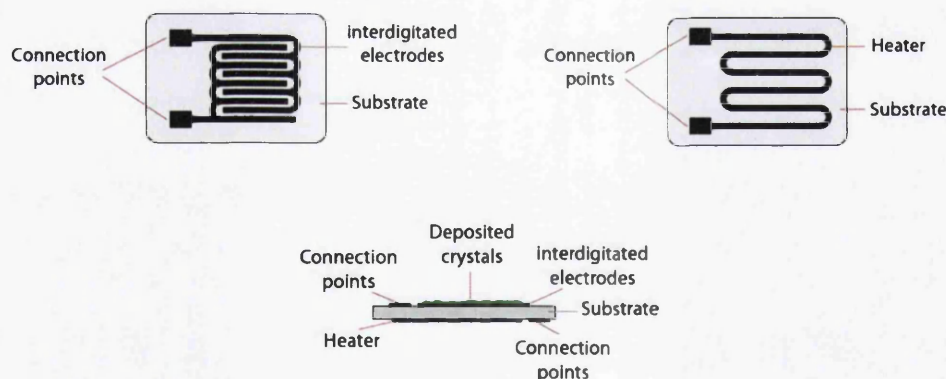 Connection
points
interdigitated
electrodes
Substrate
Connection
points
Heater
Substrate
Deposited
crystals
Connection
points
interdigitated
electrodes
Substrate
Heater
Connection
points